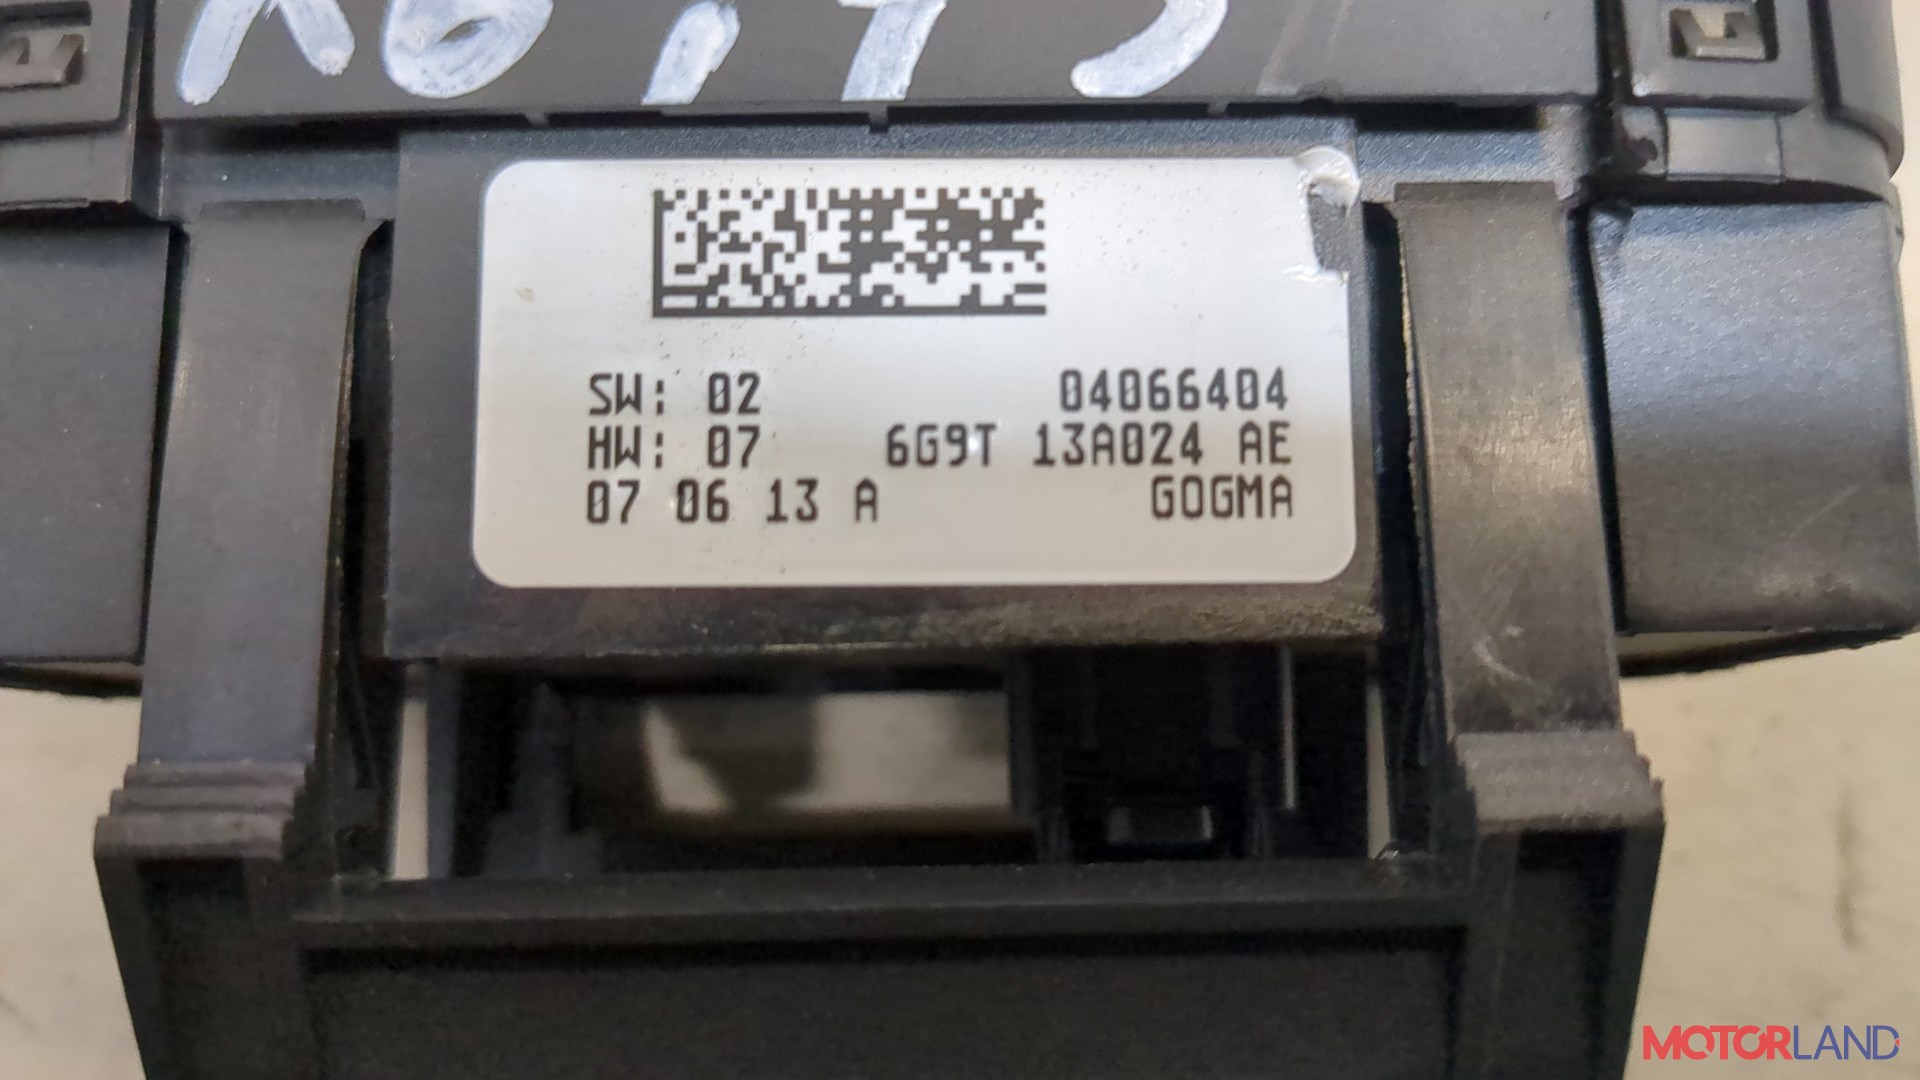 SW: 02 04066404
HW: 07 6G9T 13A024 AE
07 06 13 A GOGMA
MOTORLAND